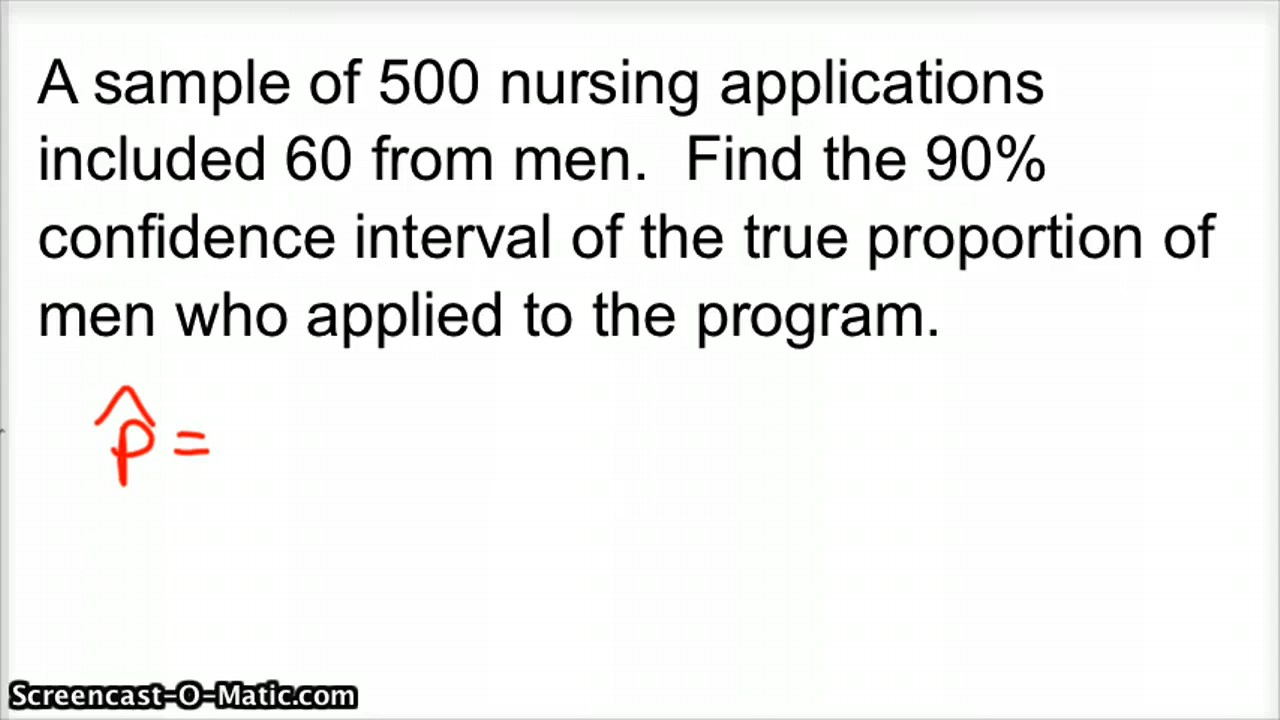 A sample of 500 nursing applications
included 60 from men.  Find the 90%
confidence interval of the true proportion of
men who applied to the program.
p̂ =
Screencast-O-Matic.com